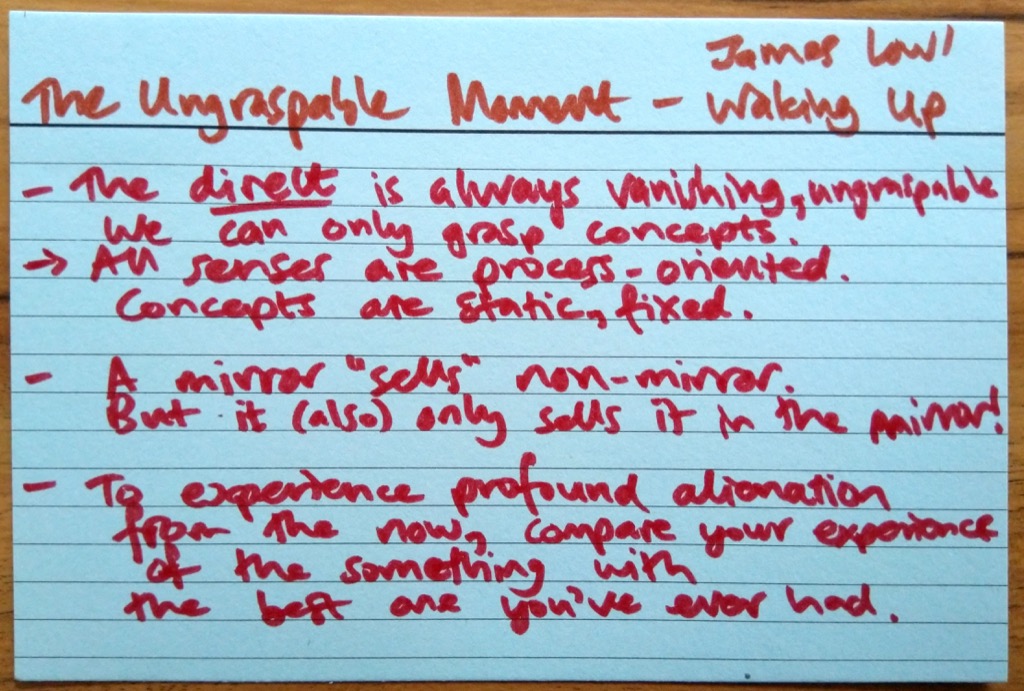 James Low/
The Ungraspable Moment - Waking Up
- The direct is always vanishing, ungraspable
We can only grasp concepts.
→ All senses are process-oriented.
Concepts are static, fixed.
- A mirror "sells" non-mirror.
But it (also) only sells it in the mirror!
- To experience profound alienation
from the now, compare your experience
of the something with
the best one you've ever had.